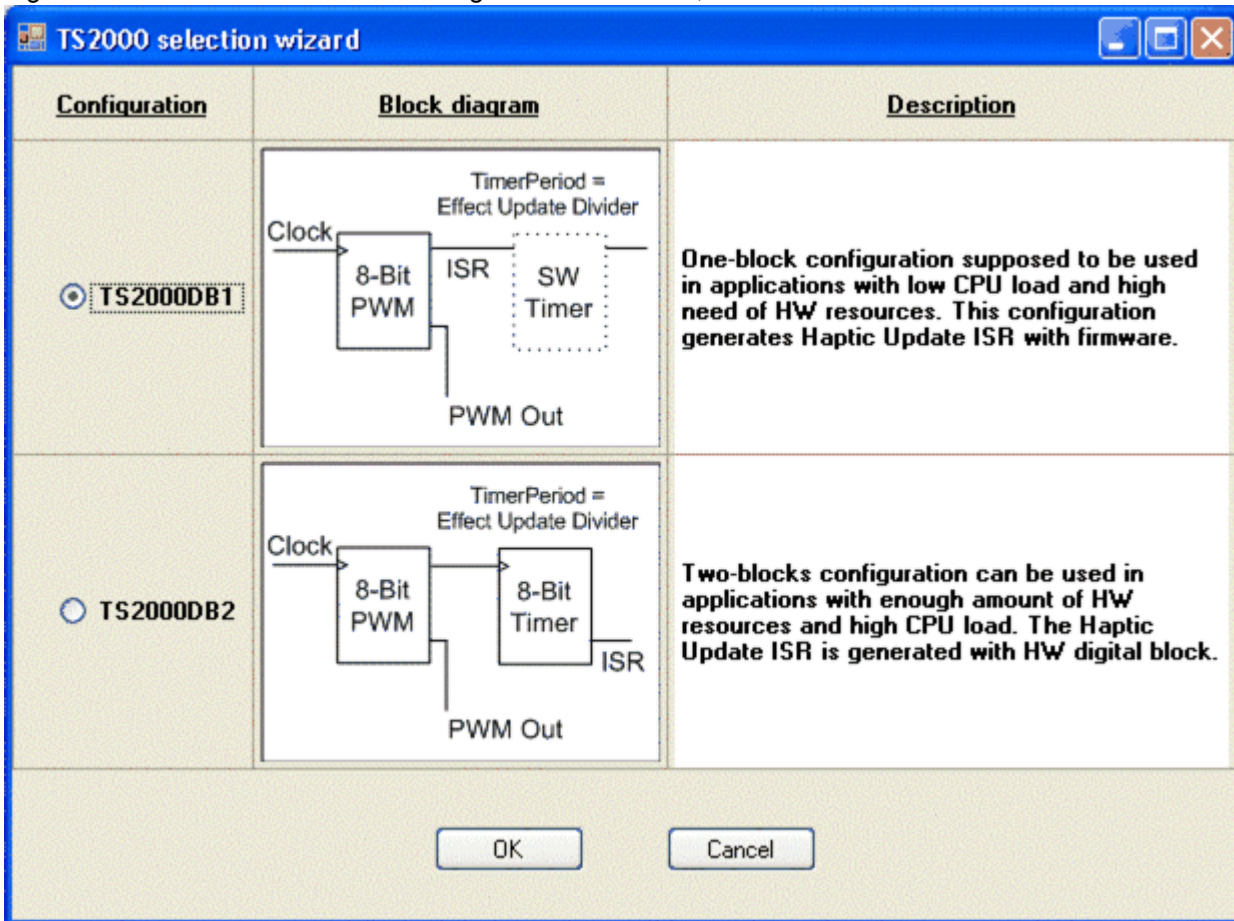 TS2000 selection wizard
Configuration
Block diagram
Description
TS2000DB1
TimerPeriod =
Effect Update Divider
Clock
8-Bit
PWM
ISR
SW
Timer
PWM Out
One-block configuration supposed to be used
in applications with low CPU load and high
need of HW resources. This configuration
generates Haptic Update ISR with firmware.
TS2000DB2
TimerPeriod =
Effect Update Divider
Clock
8-Bit
PWM
8-Bit
Timer
ISR
PWM Out
Two-blocks configuration can be used in
applications with enough amount of HW
resources and high CPU load. The Haptic
Update ISR is generated with HW digital block.
OK
Cancel